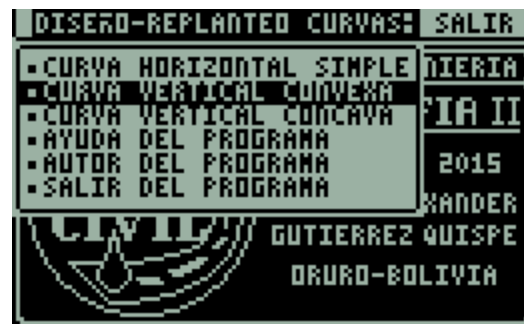 DISEÑO-REPLANTEO CURVAS: SALIR
▪CURVA HORIZONTAL SIMPLE
▪CURVA VERTICAL CONVEXA
▪CURVA VERTICAL CONCAVA
▪AYUDA DEL PROGRAMA
▪AUTOR DEL PROGRAMA
▪SALIR DEL PROGRAMA
NIERIA
FIA II
2015
XANDER
CIVIL
GUTIERREZ QUISPE
ORURO-BOLIVIA